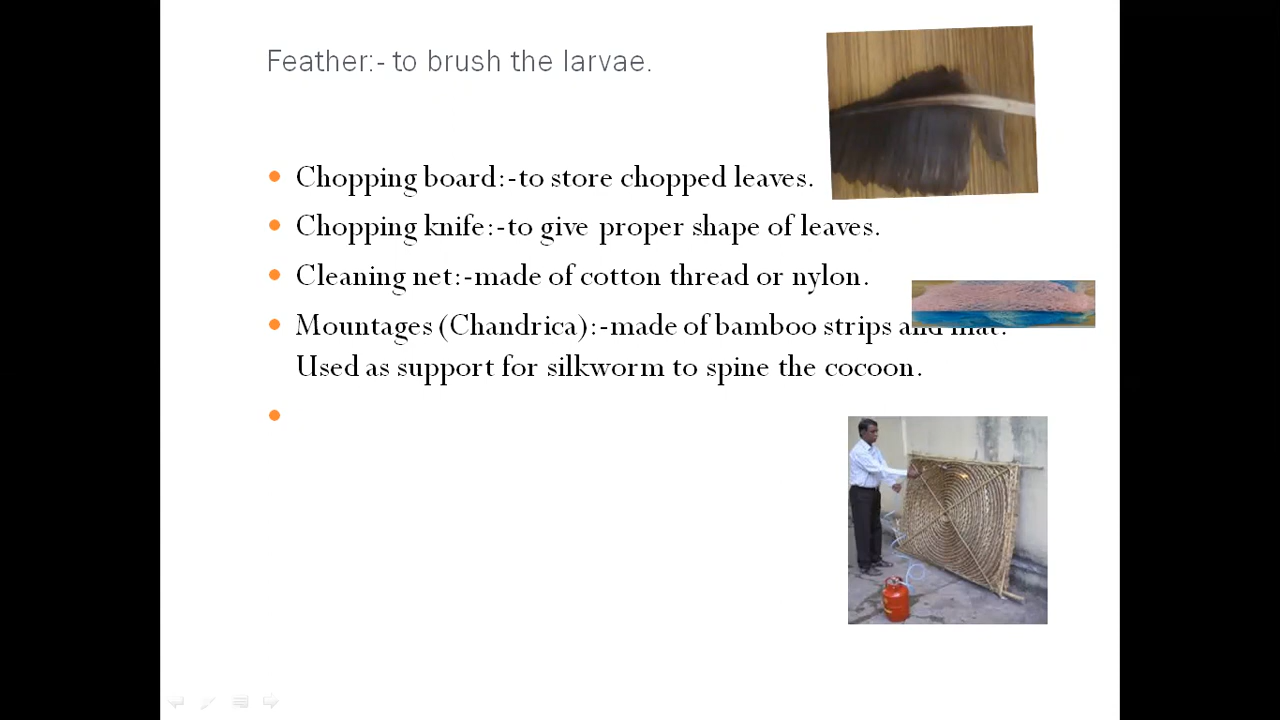 Feather:- to brush the larvae.
Chopping board:-to store chopped leaves.
Chopping knife:-to give proper shape of leaves.
Cleaning net:-made of cotton thread or nylon.
Mountages (Chandrica):-made of bamboo strips and mat.
Used as support for silkworm to spine the cocoon.